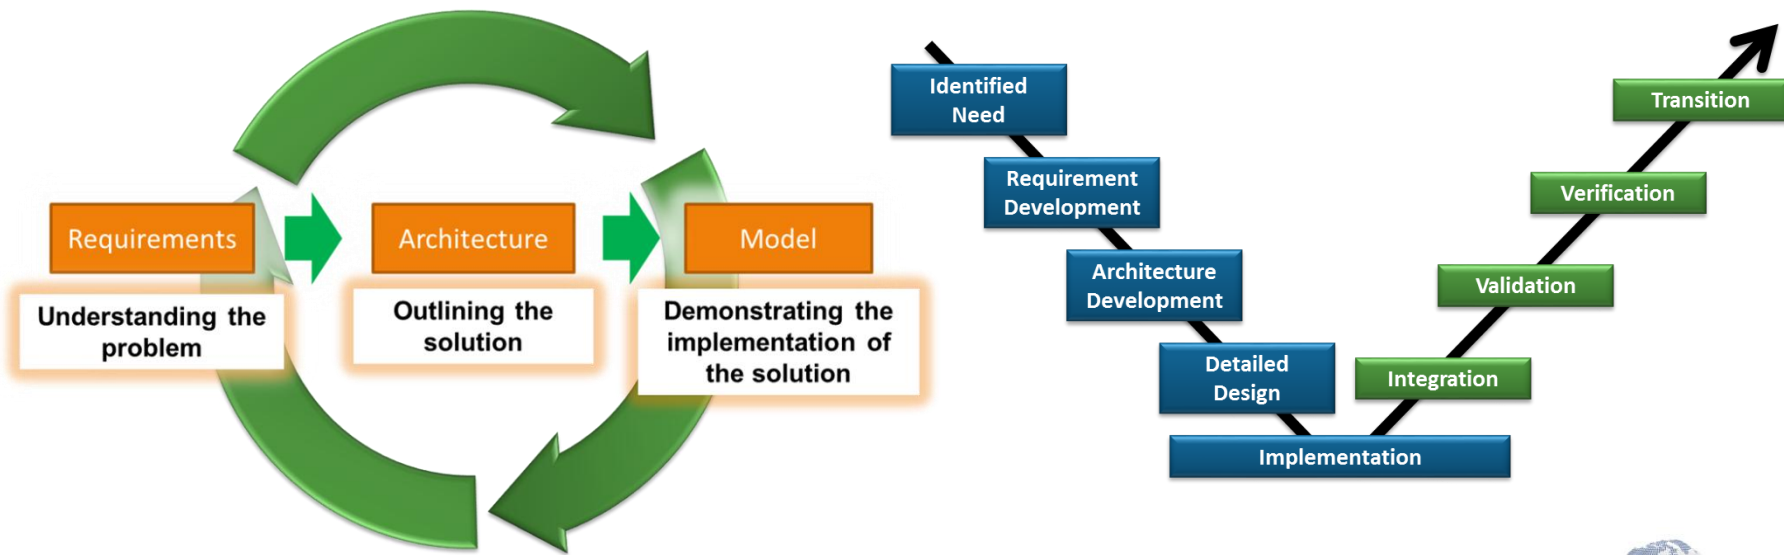 Requirements
Understanding the
problem
Architecture
Outlining the
solution
Model
Demonstrating the
implementation of
the solution
Identified
Need
Requirement
Development
Architecture
Development
Detailed
Design
Implementation
Integration
Validation
Verification
Transition